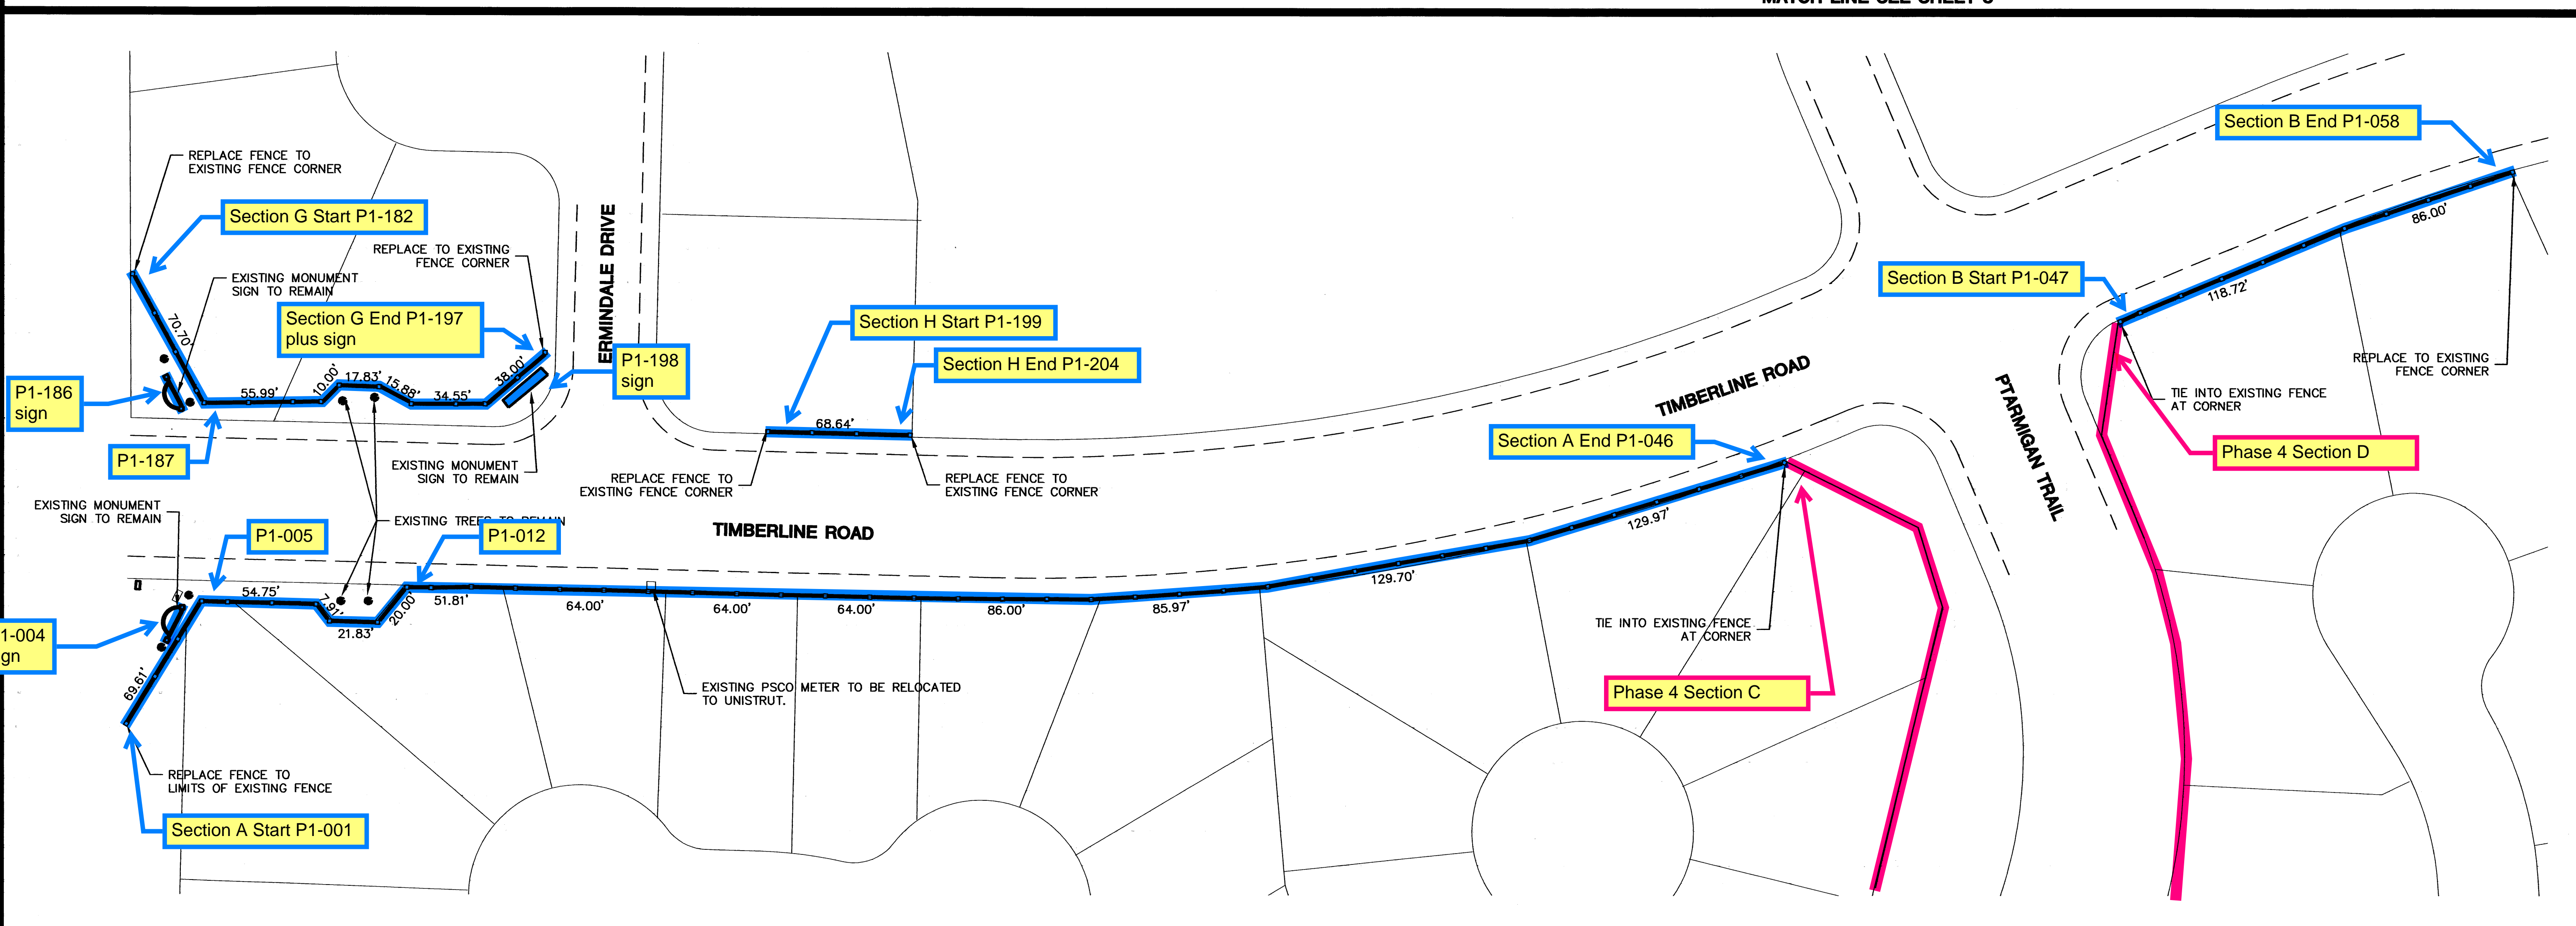 MATCH LINE SEE SHEET
Section B End P1-058
REPLACE FENCE TO
EXISTING FENCE CORNER
Section G Start P1-182
REPLACE TO EXISTING
FENCE CORNER
ERMINDALE DRIVE
EXISTING MONUMENT
SIGN TO REMAIN
Section G End P1-197
plus sign
Section H Start P1-199
Section H End P1-204
Section B Start P1-047
86.00'
118.72'
REPLACE TO EXISTING
FENCE CORNER
TIE INTO EXISTING FENCE
AT CORNER
70.70'
P1-186
sign
55.99'
10.00'
17.83'
15.88'
34.55'
38.00'
P1-198
sign
68.64'
TIMBERLINE ROAD
PTARMIGAN TRAIL
Section A End P1-046
Phase 4 Section D
P1-187
EXISTING MONUMENT
SIGN TO REMAIN
REPLACE FENCE TO
EXISTING FENCE CORNER
REPLACE FENCE TO
EXISTING FENCE CORNER
EXISTING MONUMENT
SIGN TO REMAIN
P1-005
EXISTING TREES TO REMAIN
P1-012
TIMBERLINE ROAD
129.97'
54.75'
7.91'
21.83'
20.00'
51.81'
64.00'
64.00'
64.00'
86.00'
85.97'
129.70'
1-004
gn
69.61'
TIE INTO EXISTING FENCE
AT CORNER
EXISTING PSCO METER TO BE RELOCATED
TO UNISTRUT.
Phase 4 Section C
REPLACE FENCE TO
LIMITS OF EXISTING FENCE
Section A Start P1-001